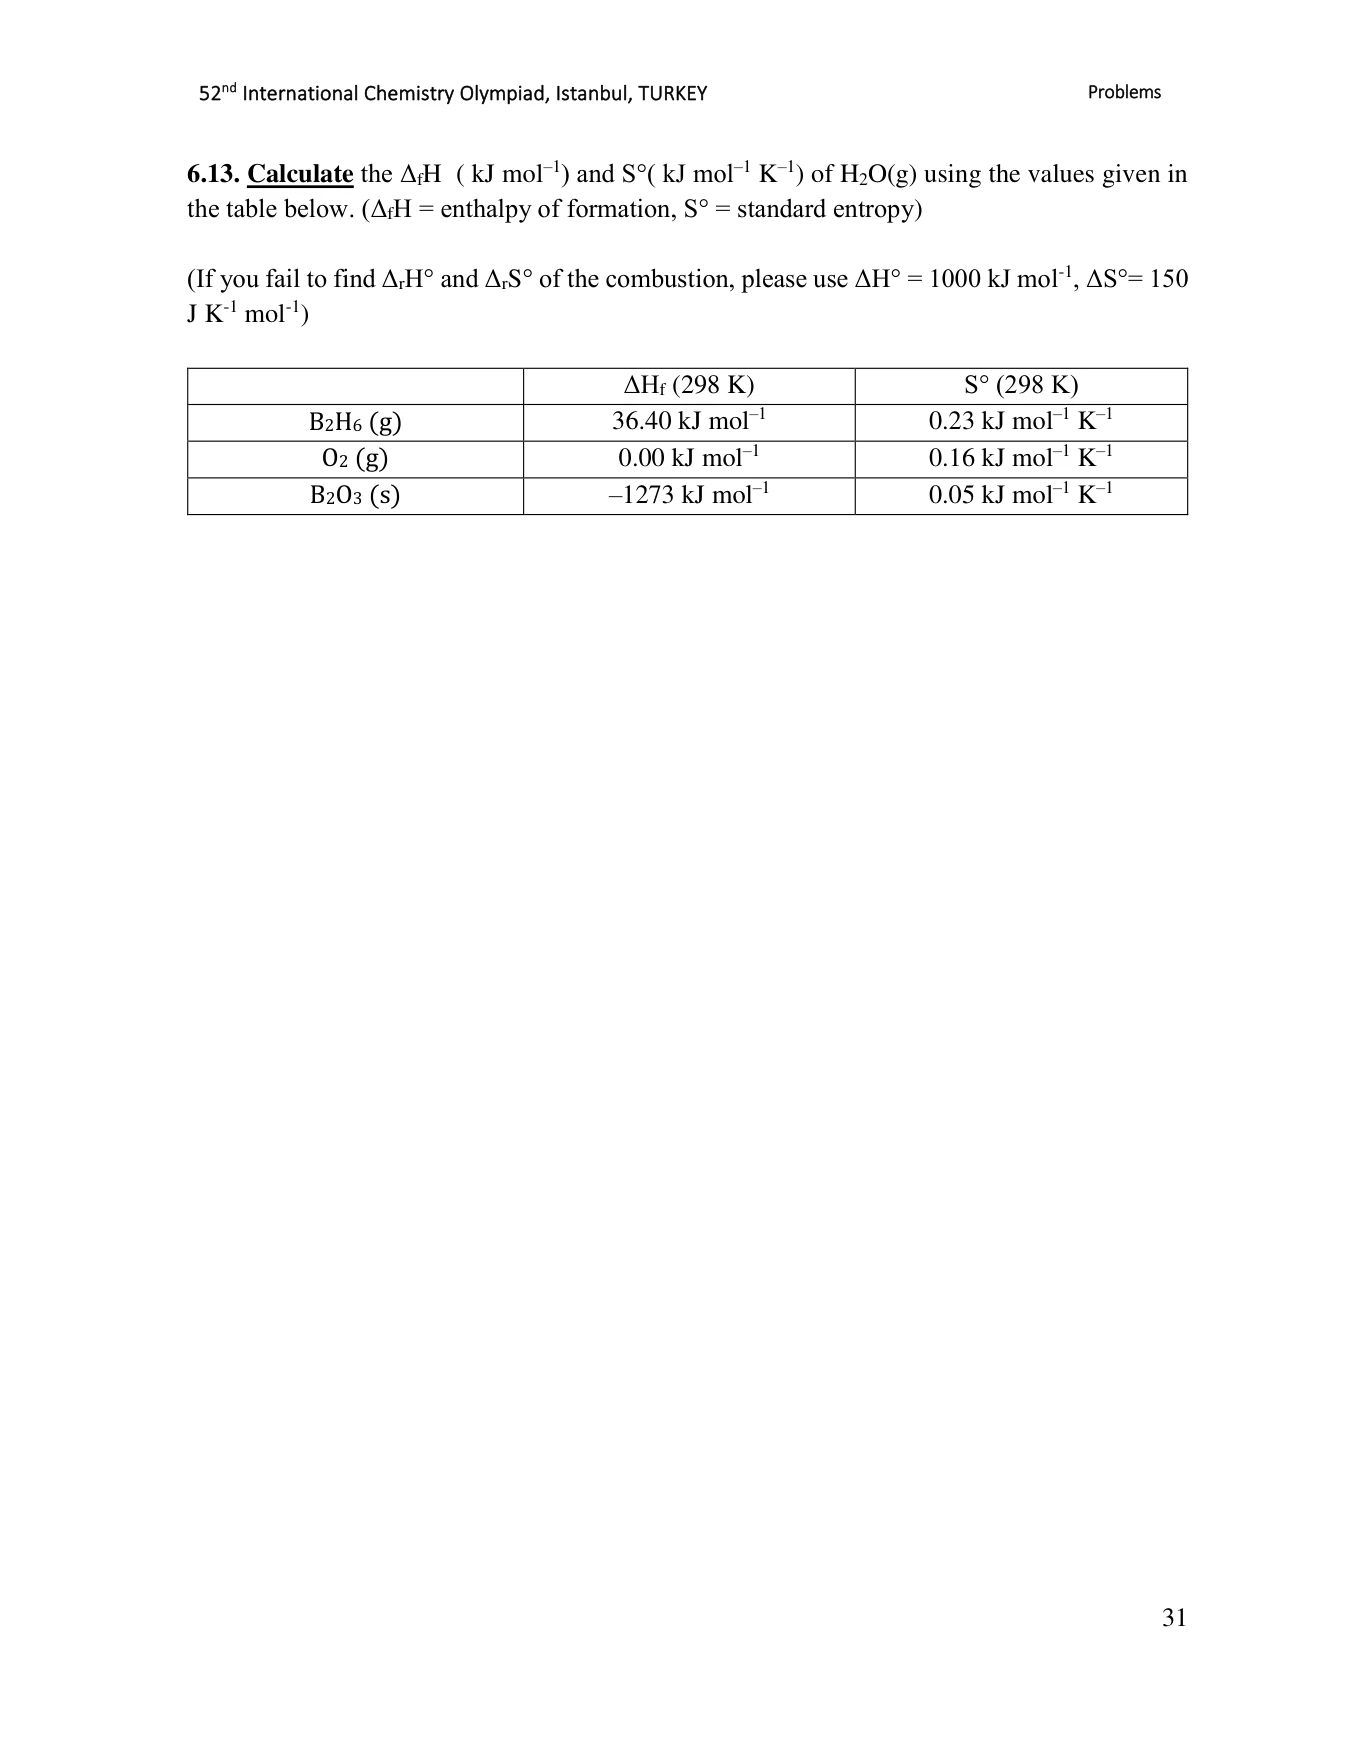 52nd International Chemistry Olympiad, Istanbul, TURKEY Problems
6.13. Calculate the ΔfH ( kJ mol–1) and S°( kJ mol–1 K–1) of H2O(g) using the values given in
the table below. (ΔfH = enthalpy of formation, S° = standard entropy)
(If you fail to find ΔrH° and ΔrS° of the combustion, please use ΔH° = 1000 kJ mol-1, ΔS°= 150
J K-1 mol-1)
ΔHf (298 K) S° (298 K)
B2H6 (g) 36.40 kJ mol–1 0.23 kJ mol–1 K–1
O2 (g) 0.00 kJ mol–1 0.16 kJ mol–1 K–1
B2O3 (s) –1273 kJ mol–1 0.05 kJ mol–1 K–1
31